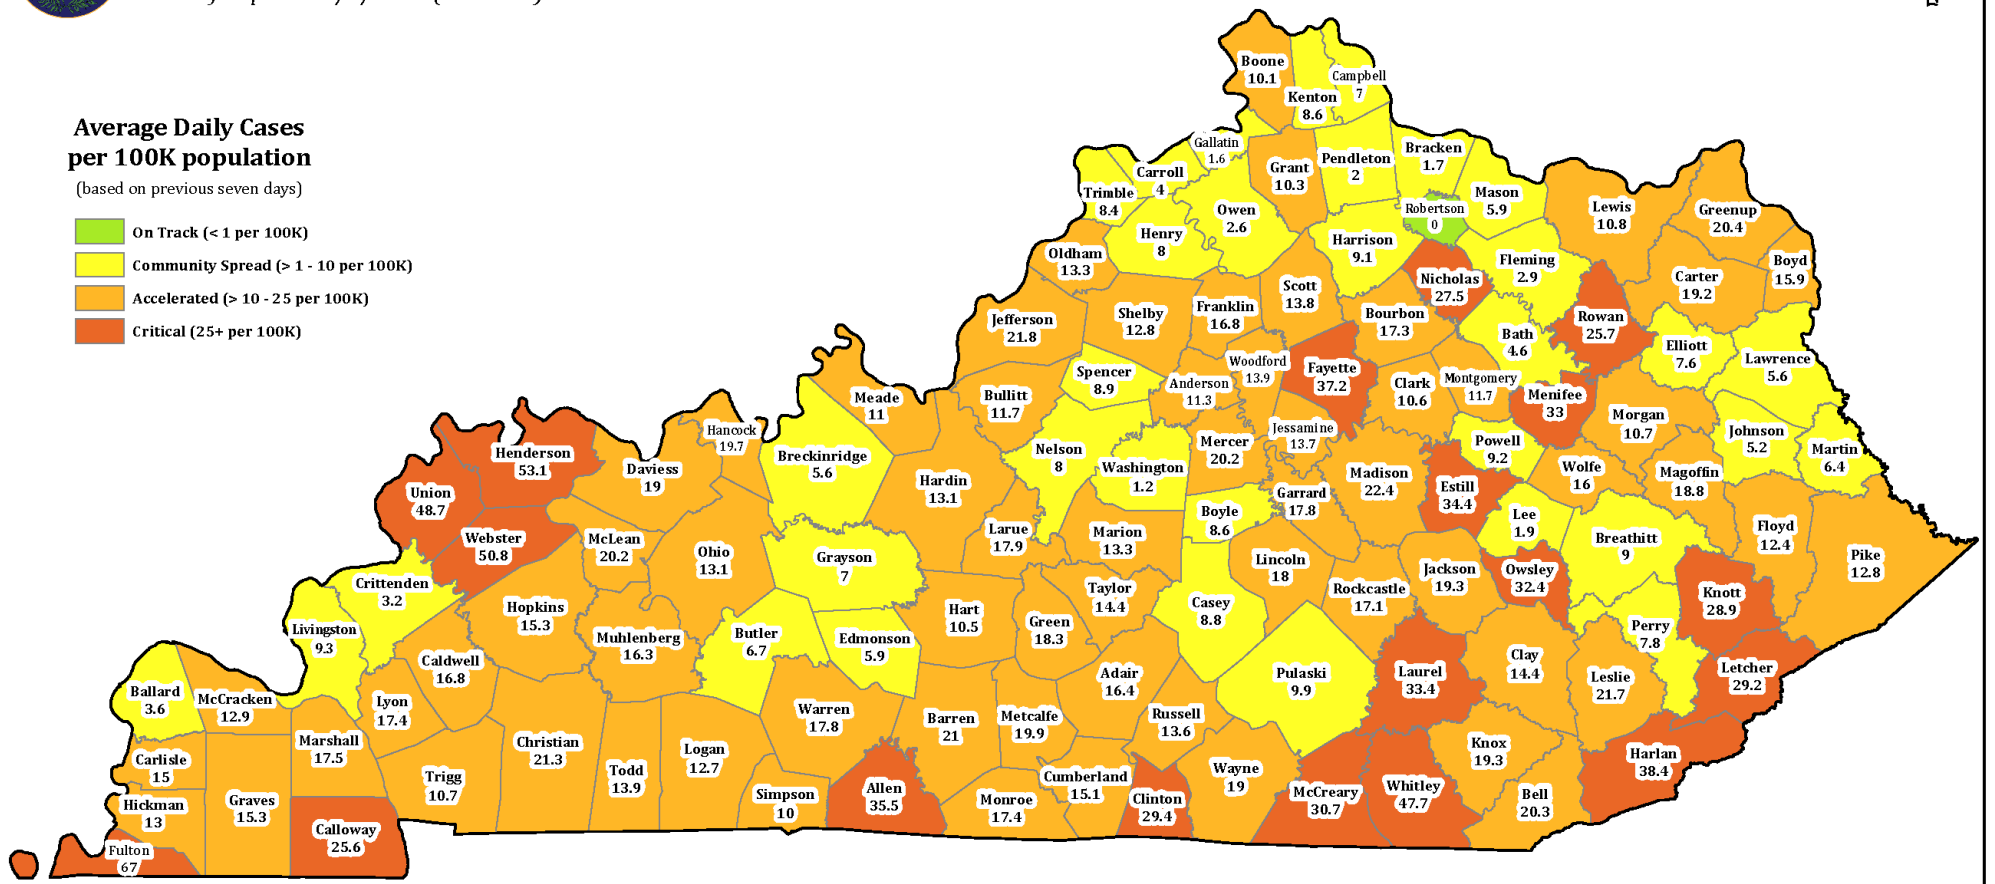 Average Daily Cases
per 100K population
(based on previous seven days)
On Track (< 1 per 100K)
Community Spread (> 1 - 10 per 100K)
Accelerated (> 10 - 25 per 100K)
Critical (25+ per 100K)
Boone
10.1
Kenton
8.6
Campbell
7
Gallatin
1.6
Grant
10.3
Pendleton
2
Bracken
1.7
Carroll
4
Trimble
8.4
Owen
2.6
Henry
8
Mason
5.9
Robertson
0
Lewis
10.8
Greenup
20.4
Oldham
13.3
Harrison
9.1
Fleming
2.9
Nicholas
27.5
Carter
19.2
Boyd
15.9
Jefferson
21.8
Shelby
12.8
Franklin
16.8
Scott
13.8
Bourbon
17.3
Bath
4.6
Rowan
25.7
Elliott
7.6
Lawrence
5.6
Spencer
8.9
Anderson
11.3
Woodford
13.9
Fayette
37.2
Clark
10.6
Montgomery
11.7
Menifee
33
Morgan
10.7
Johnson
5.2
Martin
6.4
Meade
11
Bullitt
11.7
Hancock
19.7
Breckinridge
5.6
Nelson
8
Washington
1.2
Mercer
20.2
Jessamine
13.7
Powell
9.2
Wolfe
16
Magoffin
18.8
Henderson
53.1
Daviess
19
Union
48.7
Hardin
13.1
Madison
22.4
Estill
34.4
Garrard
17.8
Boyle
8.6
Lee
1.9
Breathitt
9
Floyd
12.4
Pike
12.8
Webster
50.8
McLean
20.2
Ohio
13.1
Grayson
7
Larue
17.9
Marion
13.3
Lincoln
18
Rockcastle
17.1
Jackson
19.3
Owsley
32.4
Knott
28.9
Crittenden
3.2
Livingston
9.3
Hopkins
15.3
Muhlenberg
16.3
Butler
6.7
Edmonson
5.9
Hart
10.5
Green
18.3
Taylor
14.4
Casey
8.8
Perry
7.8
Caldwell
16.8
Adair
16.4
Pulaski
9.9
Laurel
33.4
Clay
14.4
Leslie
21.7
Letcher
29.2
Ballard
3.6
McCracken
12.9
Lyon
17.4
Carlisle
15
Marshall
17.5
Christian
21.3
Logan
12.7
Warren
17.8
Barren
21
Metcalfe
19.9
Russell
13.6
Knox
19.3
Harlan
38.4
Hickman
13
Graves
15.3
Trigg
10.7
Todd
13.9
Simpson
10
Allen
35.5
Monroe
17.4
Cumberland
15.1
Clinton
29.4
Wayne
19
McCreary
30.7
Whitley
47.7
Bell
20.3
Calloway
25.6
Fulton
67